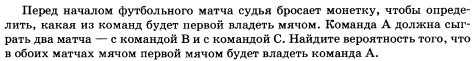 Перед началом футбольного матча судья бросает монетку, чтобы опреде-
лить, какая из команд будет первой владеть мячом. Команда А должна сыг-
рать два матча — с командой В и с командой С. Найдите вероятность того, что
в обоих матчах мячом первой мячом будет владеть команда А.